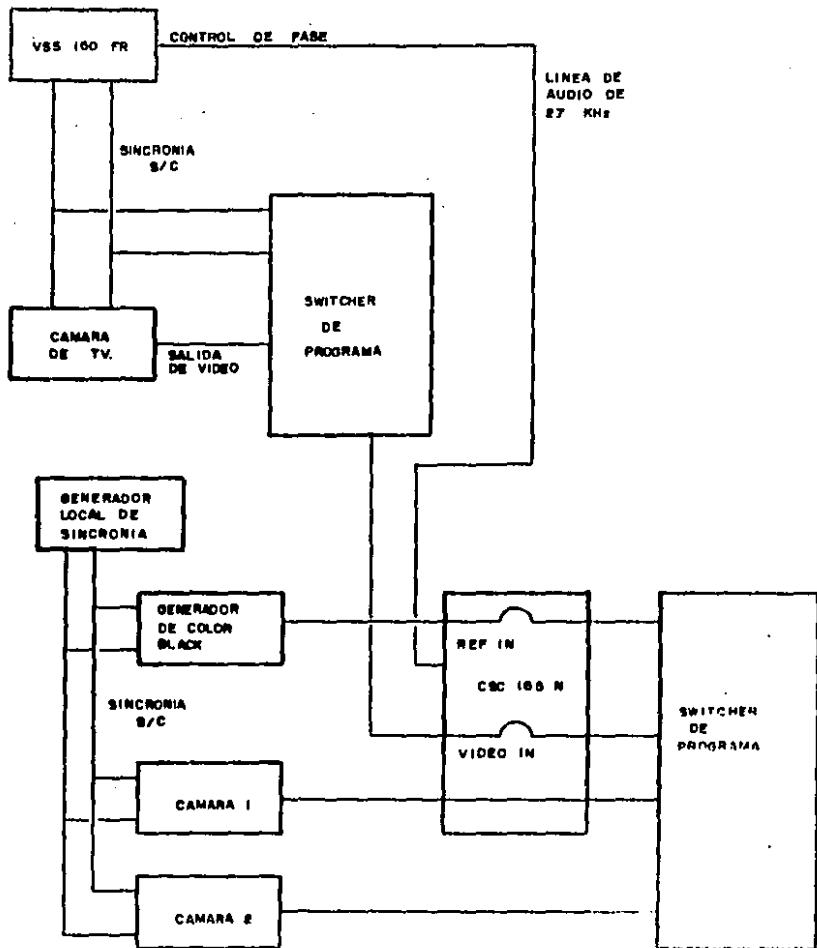 VSS 160 FR
CONTROL DE FASE
LINEA DE
AUDIO DE
27 KHz
SINCRONIA
S/C
SWITCHER
DE
PROGRAMA
CAMARA
DE TV.
SALIDA
DE VIDEO
GENERADOR
LOCAL DE
SINCRONIA
GENERADOR
DE COLOR
BLACK
REF IN
CSC 165 N
SINCRONIA
S/C
SWITCHER
DE
PROGRAMA
VIDEO IN
CAMARA 1
CAMARA 2